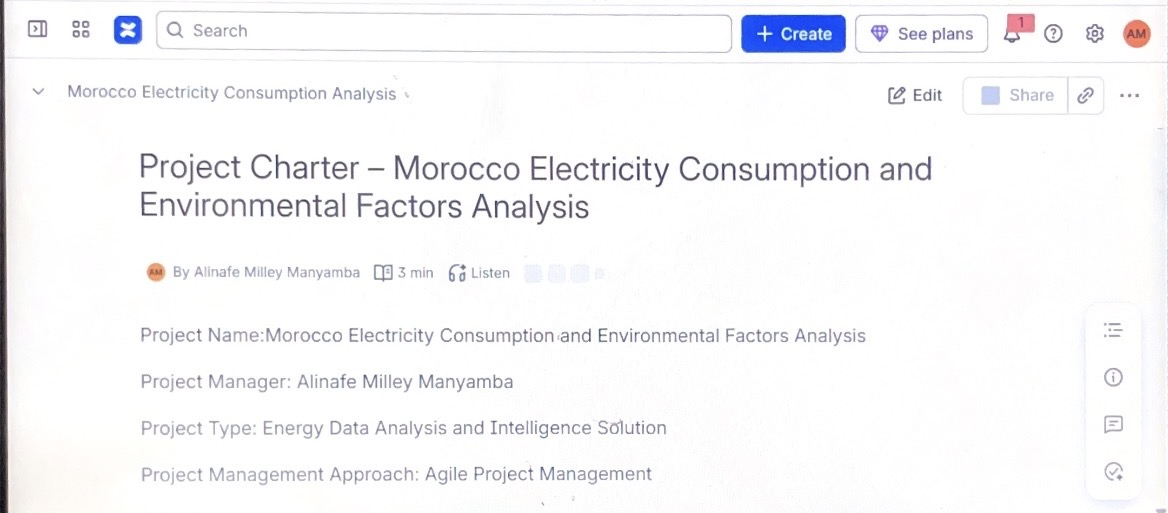 Search
+ Create
See plans
1
AM
Morocco Electricity Consumption Analysis
Edit
Share
Project Charter – Morocco Electricity Consumption and
Environmental Factors Analysis
AM By Alinafe Milley Manyamba 3 min Listen
Project Name:Morocco Electricity Consumption and Environmental Factors Analysis
Project Manager: Alinafe Milley Manyamba
Project Type: Energy Data Analysis and Intelligence Solution
Project Management Approach: Agile Project Management